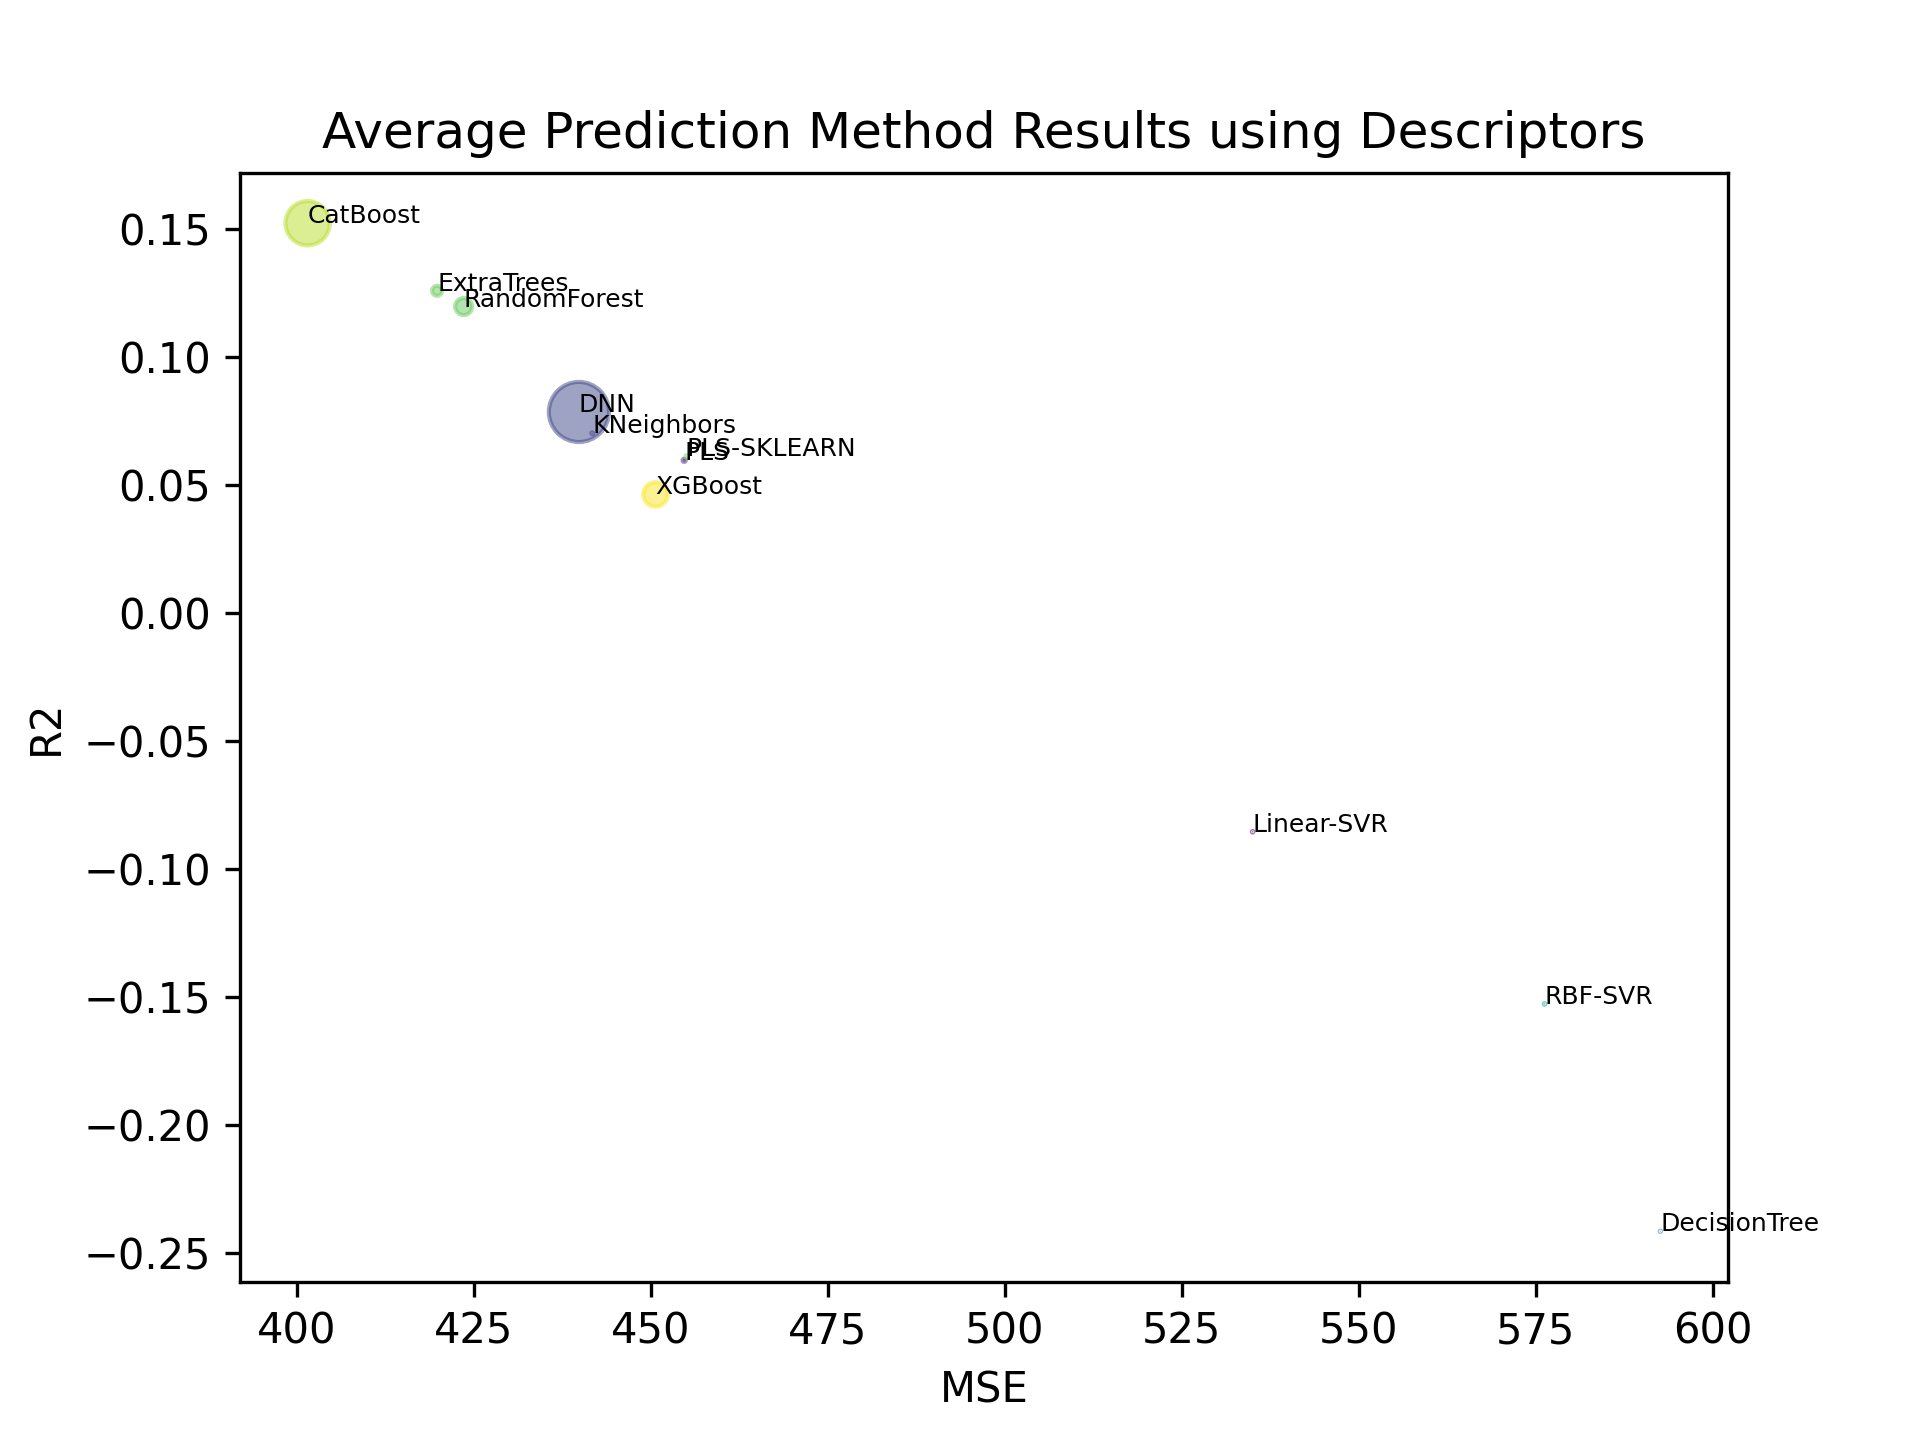 Average Prediction Method Results using Descriptors
0.15
0.10
0.05
0.00
−0.05
−0.10
−0.15
−0.20
−0.25
R2
CatBoost
ExtraTrees
RandomForest
DNN
KNeighbors
PLS-SKLEARN
PLS
XGBoost
Linear-SVR
RBF-SVR
DecisionTree
400 425 450 475 500 525 550 575 600
MSE